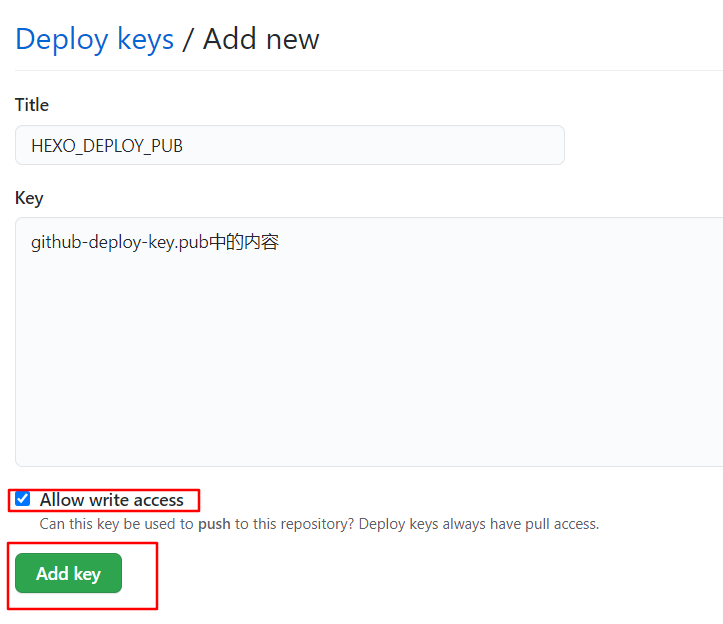 Deploy keys / Add new
Title
HEXO_DEPLOY_PUB
Key
github-deploy-key.pub中的内容
Allow write access
Can this key be used to push to this repository? Deploy keys always have pull access.
Add key